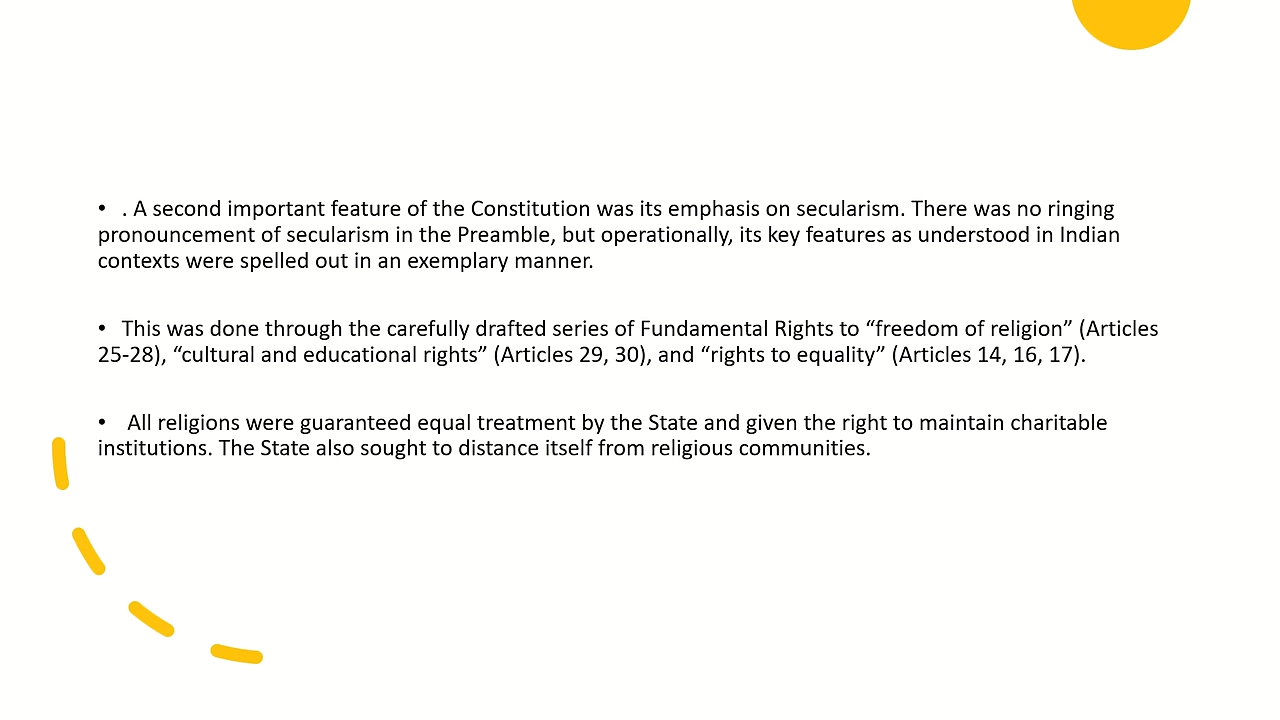 • . A second important feature of the Constitution was its emphasis on secularism. There was no ringing
pronouncement of secularism in the Preamble, but operationally, its key features as understood in Indian
contexts were spelled out in an exemplary manner.
• This was done through the carefully drafted series of Fundamental Rights to “freedom of religion” (Articles
25-28), “cultural and educational rights” (Articles 29, 30), and “rights to equality” (Articles 14, 16, 17).
• All religions were guaranteed equal treatment by the State and given the right to maintain charitable
institutions. The State also sought to distance itself from religious communities.